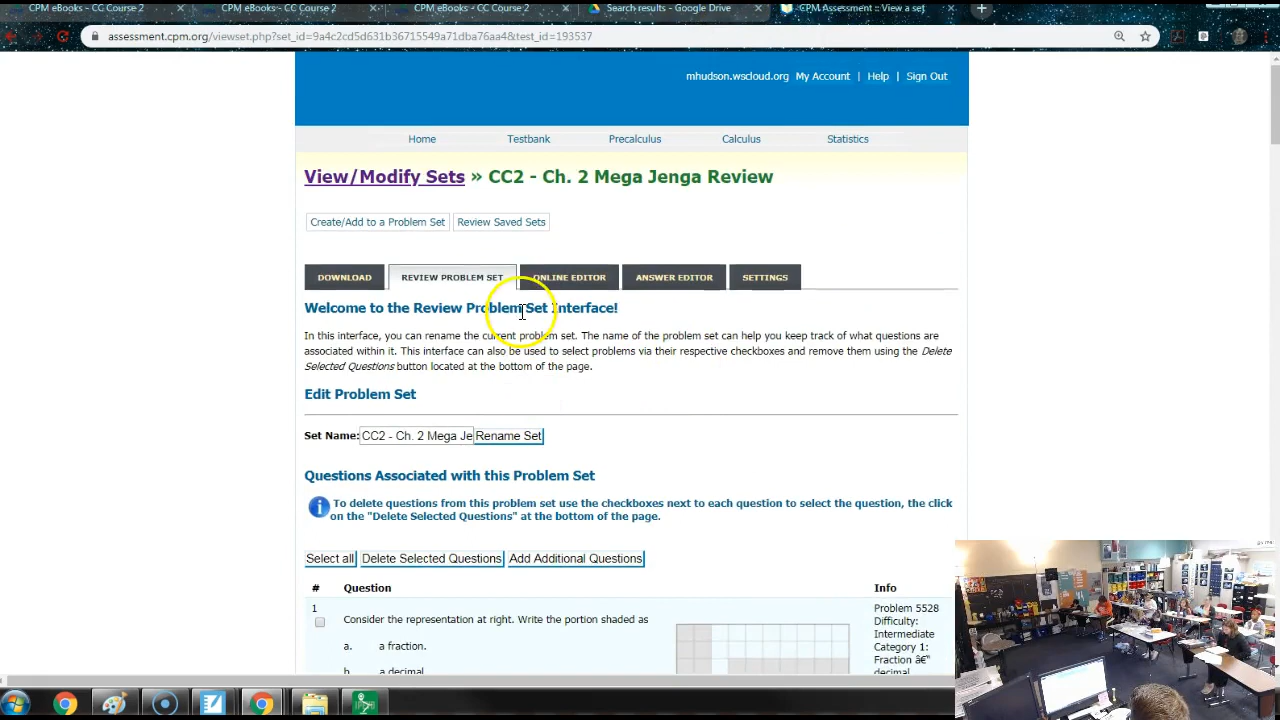 CPM eBooks - CC Course 2 × CPM eBooks - CC Course 2 × CPM eBooks - CC Course 2 × Search results - Google Drive × CPM Assessment :: View a set ×
assessment.cpm.org/viewset.php?set_id=9a4c2cd5d631b36715549a71dba76aa4&test_id=193537
mhudson.wscloud.org My Account | Help | Sign Out
Home Testbank Precalculus Calculus Statistics
View/Modify Sets » CC2 - Ch. 2 Mega Jenga Review
Create/Add to a Problem Set Review Saved Sets
DOWNLOAD REVIEW PROBLEM SET ONLINE EDITOR ANSWER EDITOR SETTINGS
Welcome to the Review Problem Set Interface!
In this interface, you can rename the current problem set. The name of the problem set can help you keep track of what questions are
associated within it. This interface can also be used to select problems via their respective checkboxes and remove them using the Delete
Selected Questions button located at the bottom of the page.
Edit Problem Set
Set Name: CC2 - Ch. 2 Mega Je Rename Set
Questions Associated with this Problem Set
To delete questions from this problem set use the checkboxes next to each question to select the question, the click
on the "Delete Selected Questions" at the bottom of the page.
Select all Delete Selected Questions Add Additional Questions
# Question Info
1 Consider the representation at right. Write the portion shaded as
a. a fraction.
b. a decimal.
Problem 5528
Difficulty:
Intermediate
Category 1:
Fraction â€“
decimal